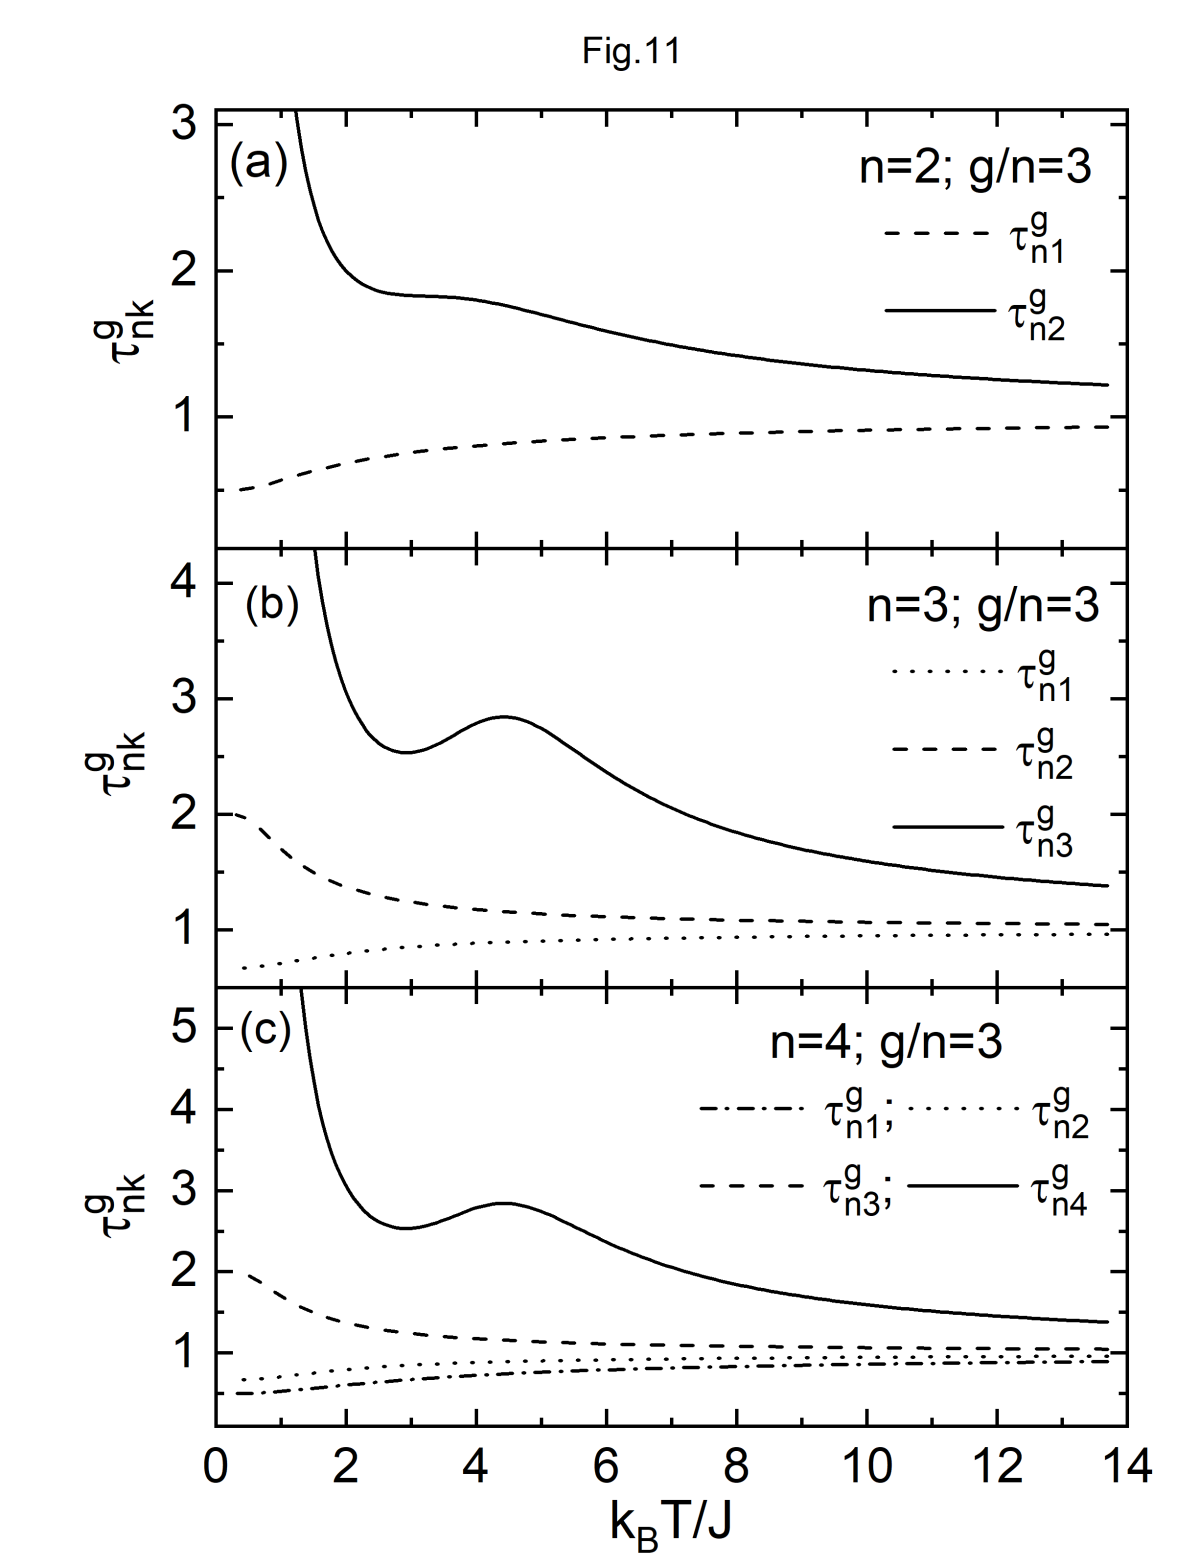 Fig.11
3
(a)
n=2; g/n=3
τ^g_n1
2
τ^g_n2
τ^g_nk
1
4
(b)
n=3; g/n=3
τ^g_n1
3
τ^g_n2
τ^g_nk
2
τ^g_n3
1
5
(c)
n=4; g/n=3
4
τ^g_n1; τ^g_n2
3
τ^g_n3; τ^g_n4
τ^g_nk
2
1
0 2 4 6 8 10 12 14
k_BT/J